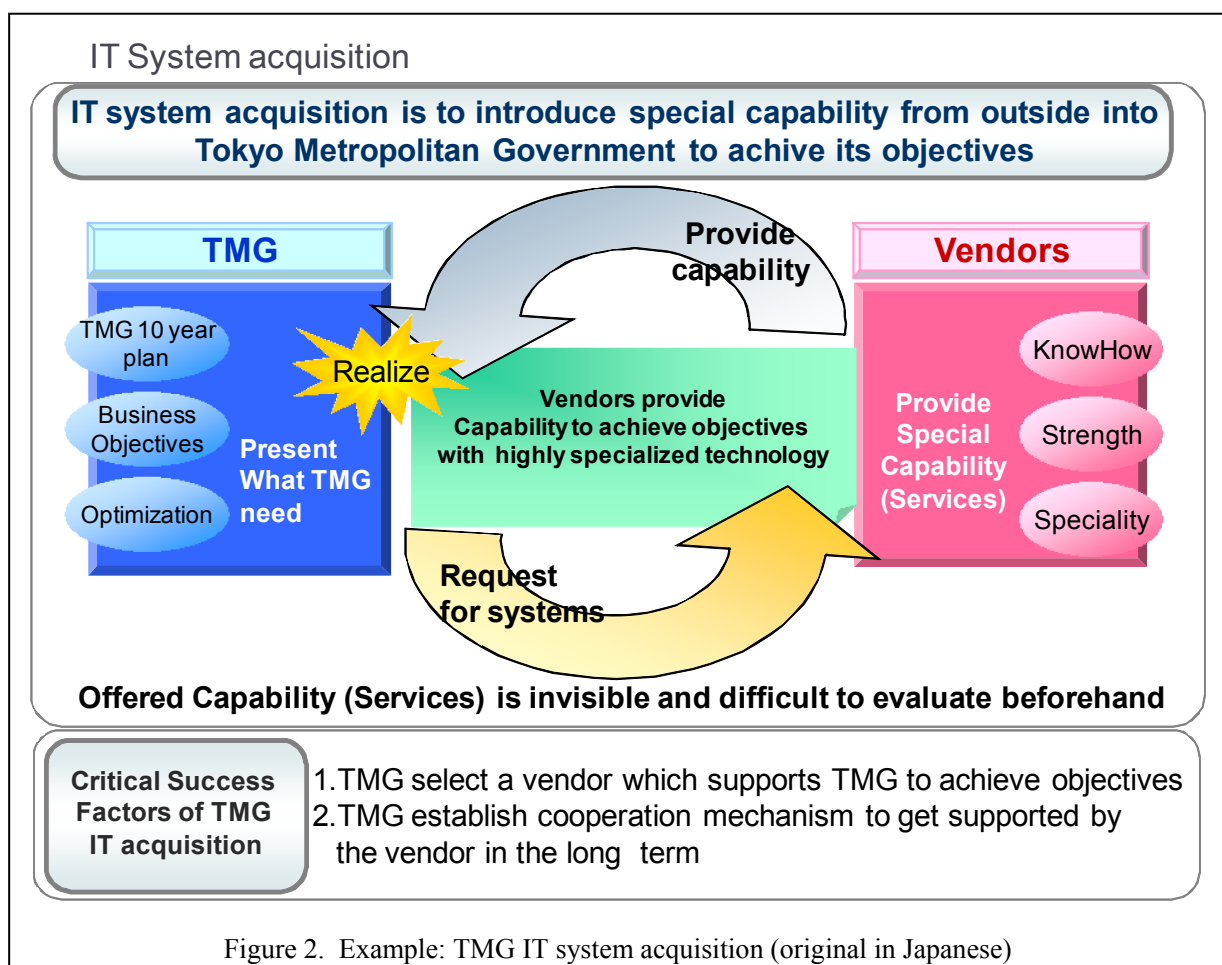 IT System acquisition
IT system acquisition is to introduce special capability from outside into
Tokyo Metropolitan Government to achive its objectives
TMG
Provide
capability
Vendors
TMG 10 year
plan
Business
Objectives
Optimization
Present
What TMG
need
Realize
Vendors provide
Capability to achieve objectives
with highly specialized technology
Provide
Special
Capability
(Services)
KnowHow
Strength
Speciality
Request
for systems
Offered Capability (Services) is invisible and difficult to evaluate beforehand
Critical Success
Factors of TMG
IT acquisition
1.TMG select a vendor which supports TMG to achieve objectives
2.TMG establish cooperation mechanism to get supported by
the vendor in the long term
Figure 2. Example: TMG IT system acquisition (original in Japanese)